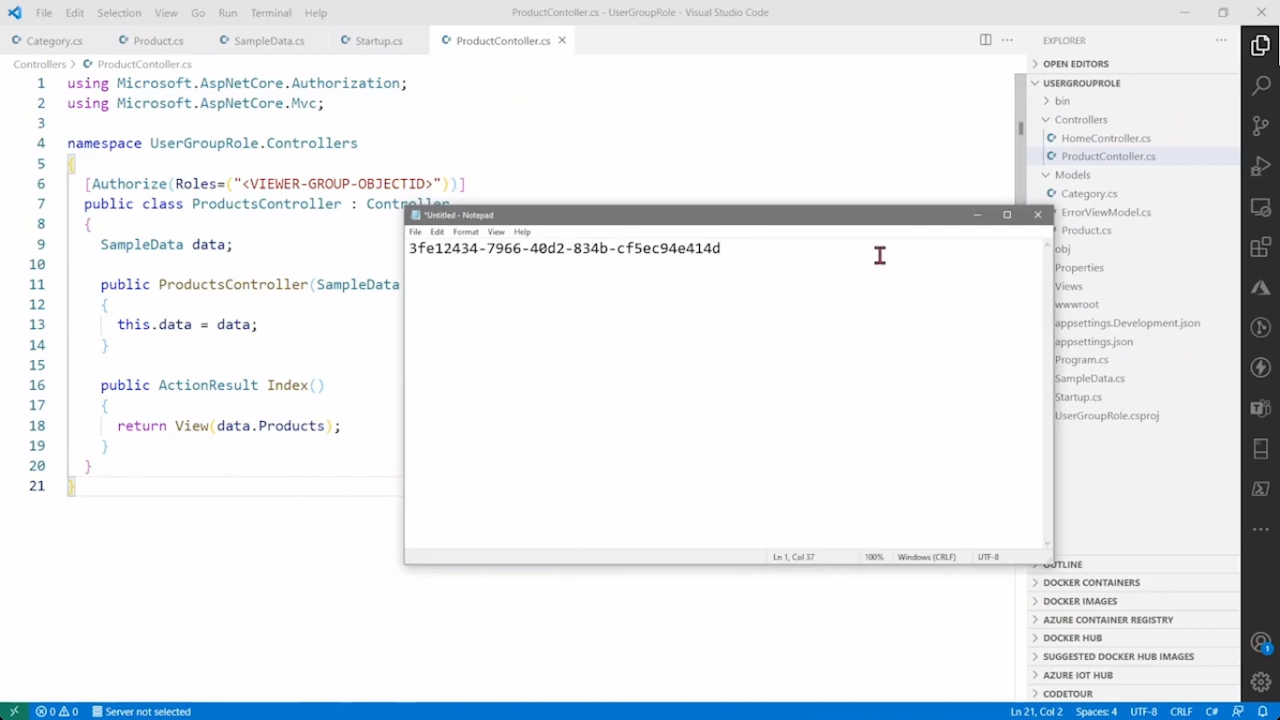 File Edit Selection View Go Run Terminal Help ProductContoller.cs - UserGroupRole - Visual Studio Code
Category.cs Product.cs SampleData.cs Startup.cs ProductContoller.cs
Controllers > ProductContoller.cs
1 using Microsoft.AspNetCore.Authorization;
2 using Microsoft.AspNetCore.Mvc;
3
4 namespace UserGroupRole.Controllers
5 {
6 [Authorize(Roles=("<VIEWER-GROUP-OBJECTID>"))]
7 public class ProductsController : Controller
8 {
9 SampleData data;
10
11 public ProductsController(SampleData
12 {
13 this.data = data;
14 }
15
16 public ActionResult Index()
17 {
18 return View(data.Products);
19 }
20 }
21 }
*Untitled - Notepad
File Edit Format View Help
3fe12434-7966-40d2-834b-cf5ec94e414d
Ln 1, Col 37 100% Windows (CRLF) UTF-8
EXPLORER
OPEN EDITORS
USERGROUPROLE
bin
Controllers
HomeController.cs
ProductContoller.cs
Models
Category.cs
ErrorViewModel.cs
Product.cs
obj
Properties
Views
wwwroot
appsettings.Development.json
appsettings.json
Program.cs
SampleData.cs
Startup.cs
UserGroupRole.csproj
OUTLINE
DOCKER CONTAINERS
DOCKER IMAGES
AZURE CONTAINER REGISTRY
DOCKER HUB
SUGGESTED DOCKER HUB IMAGES
AZURE IOT HUB
CODETOUR
1
0 0 Server not selected Ln 21, Col 2 Spaces: 4 UTF-8 CRLF C#